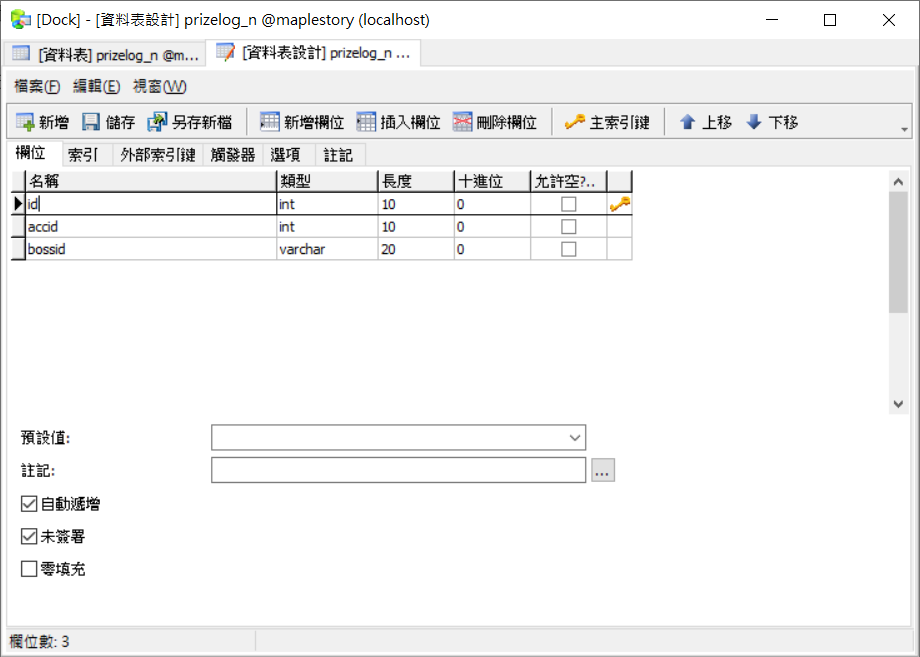 [Dock] - [資料表設計] prizelog_n @maplestory (localhost)
[資料表] prizelog_n @m... [資料表設計] prizelog_n ...
檔案(F) 編輯(E) 視窗(W)
新增 儲存 另存新檔 新增欄位 插入欄位 刪除欄位 主索引鍵 上移 下移
欄位 索引 外部索引鍵 觸發器 選項 註記
名稱 類型 長度 十進位 允許空?..
id int 10 0
accid int 10 0
bossid varchar 20 0
預設值:
註記: ...
自動遞增
未簽署
零填充
欄位數: 3